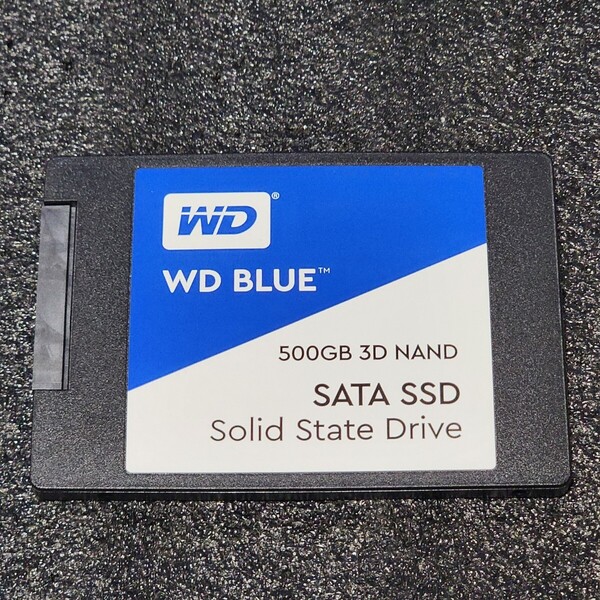 WD®
WD BLUE™
500GB 3D NAND
SATA SSD
Solid State Drive